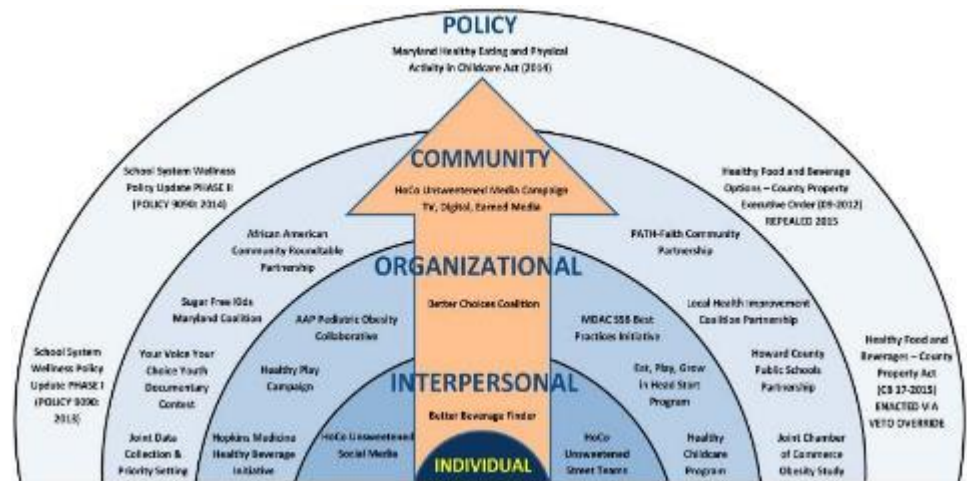 POLICY
Maryland Healthy Eating and Physical
Activity in Childcare Act (2014)
School System Wellness
Policy Update PHASE II
(POLICY 9090: 2014)
Healthy Food and Beverage
Options – County Property
Executive Order (09-2012)
REPEALED 2015
COMMUNITY
HoCo Unsweetened Media Campaign
TV, Digital, Earned Media
African American
Community Roundtable
Partnership
PATH-Faith Community
Partnership
ORGANIZATIONAL
Better Choices Coalition
Sugar Free Kids
Maryland Coalition
AAP Pediatric Obesity
Collaborative
MDAC SSB Best
Practices Initiative
Local Health Improvement
Coalition Partnership
School System
Wellness Policy
Update PHASE I
(POLICY 9090:
2013)
Your Voice Your
Choice Youth
Documentary
Contest
Healthy Play
Campaign
Eat, Play, Grow
in Head Start
Program
Howard County
Public Schools
Partnership
Healthy Food and
Beverages – County
Property Act
(CB 17-2015)
ENACTED VIA
VETO OVERRIDE
INTERPERSONAL
Better Beverage Finder
Joint Data
Collection &
Priority Setting
Hopkins Medicine
Healthy Beverage
Initiative
HoCo Unsweetened
Social Media
INDIVIDUAL
HoCo
Unsweetened
Street Teams
Healthy
Childcare
Program
Joint Chamber
of Commerce
Obesity Study